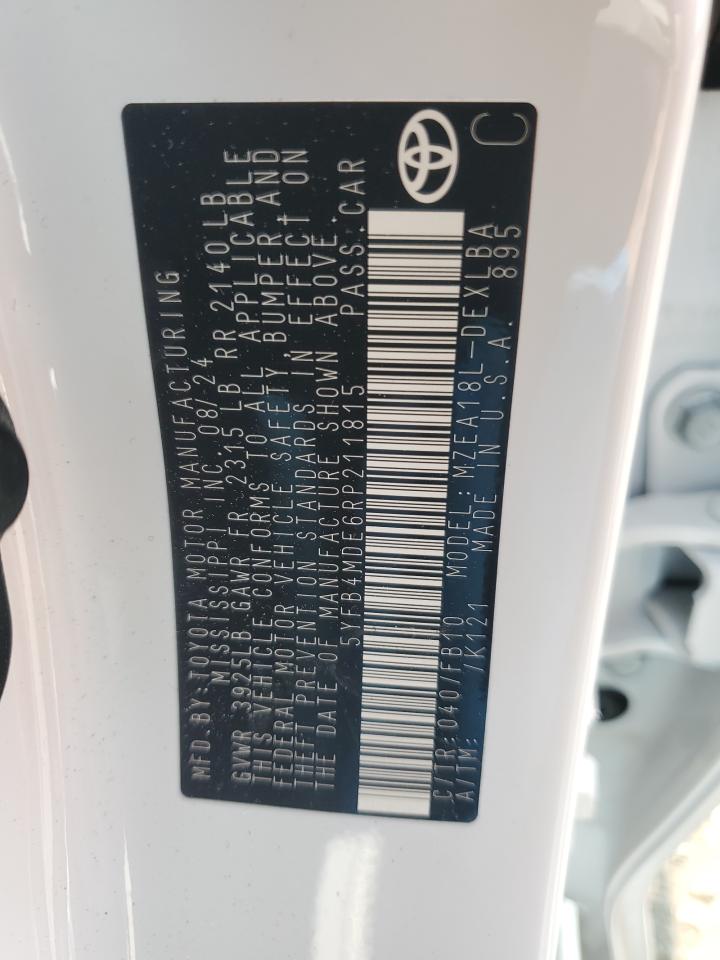 MFD.BY:TOYOTA MOTOR MANUFACTURING
MISSISSIPPI INC. 08/24
GVWR 3925LB GAWR FR 2315 LB RR 2140LB
THIS VEHICLE CONFORMS TO ALL APPLICABLE
FEDERAL MOTOR VEHICLE SAFETY, BUMPER AND
THEFT PREVENTION STANDARDS IN EFFECT ON
THE DATE OF MANUFACTURE SHOWN ABOVE.
5YFB4MDE6RP211815 PASS.CAR
C/TR:040/FB10 MODEL:MZEA18L-DEXLBA
A/TM: /K121 MADE IN U.S.A. 895
C